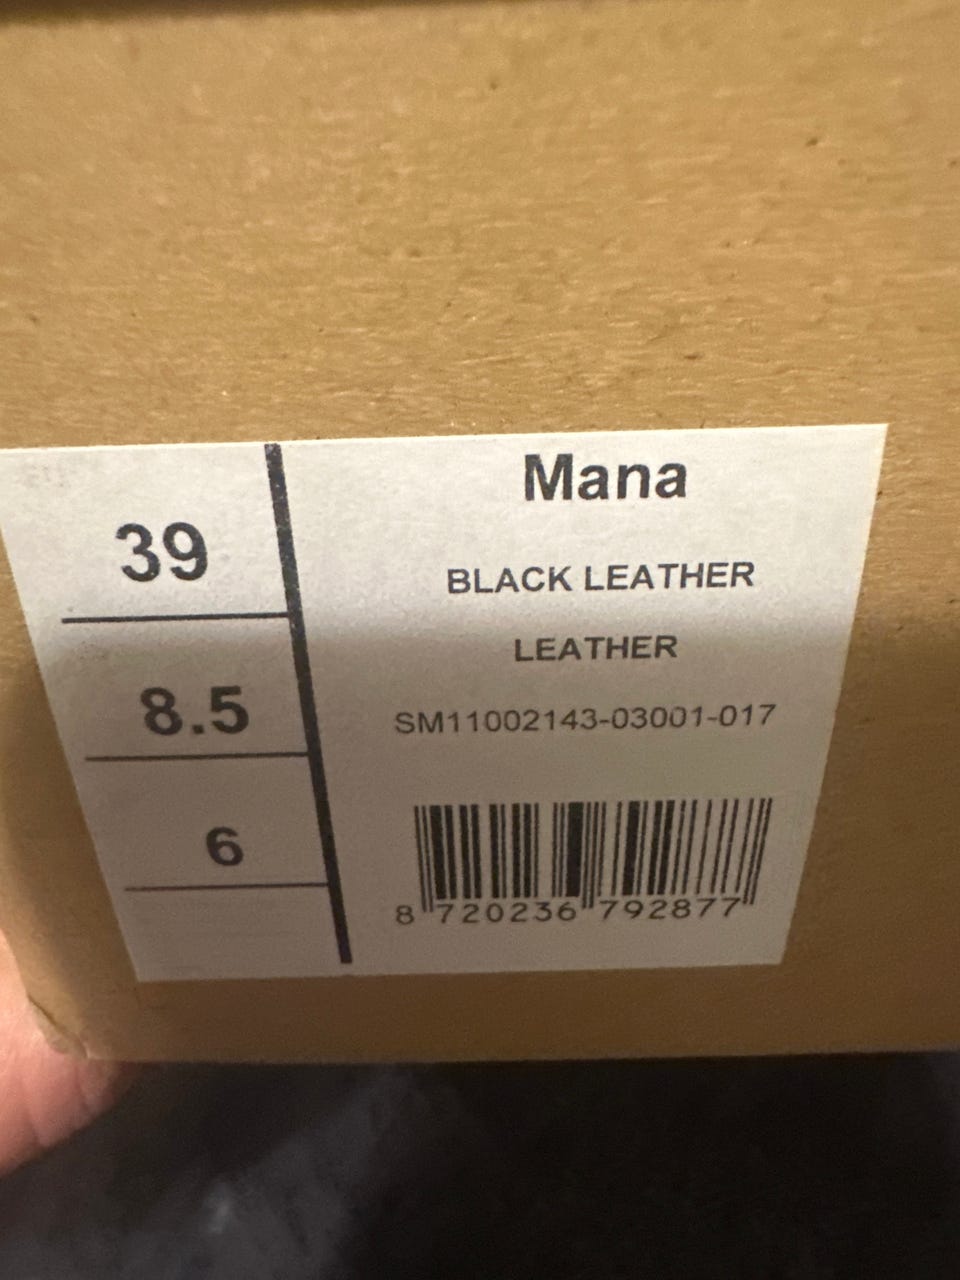 39
8.5
6
Mana
BLACK LEATHER
LEATHER
SM11002143-03001-017
8 720236 792877